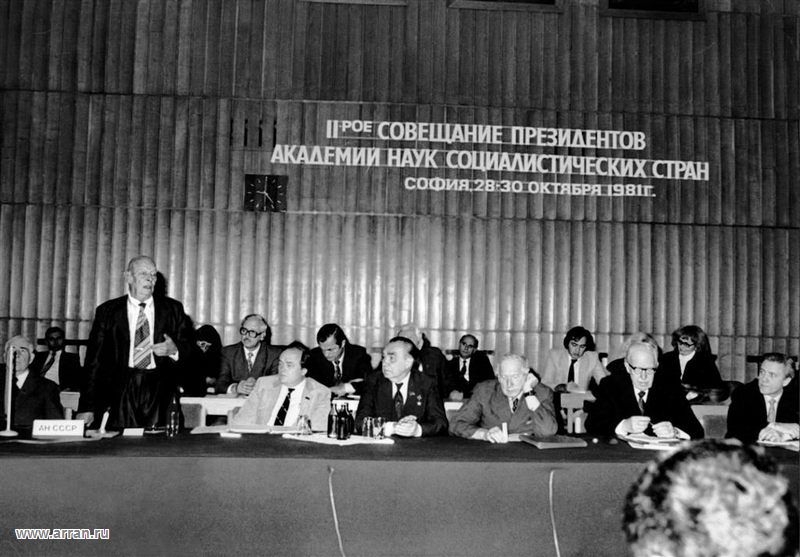 II-РОЕ СОВЕЩАНИЕ ПРЕЗИДЕНТОВ
АКАДЕМИИ НАУК СОЦИАЛИСТИЧЕСКИХ СТРАН
СОФИЯ, 28-30 ОКТЯБРЯ 1981 Г.
АН СССР
www.arran.ru